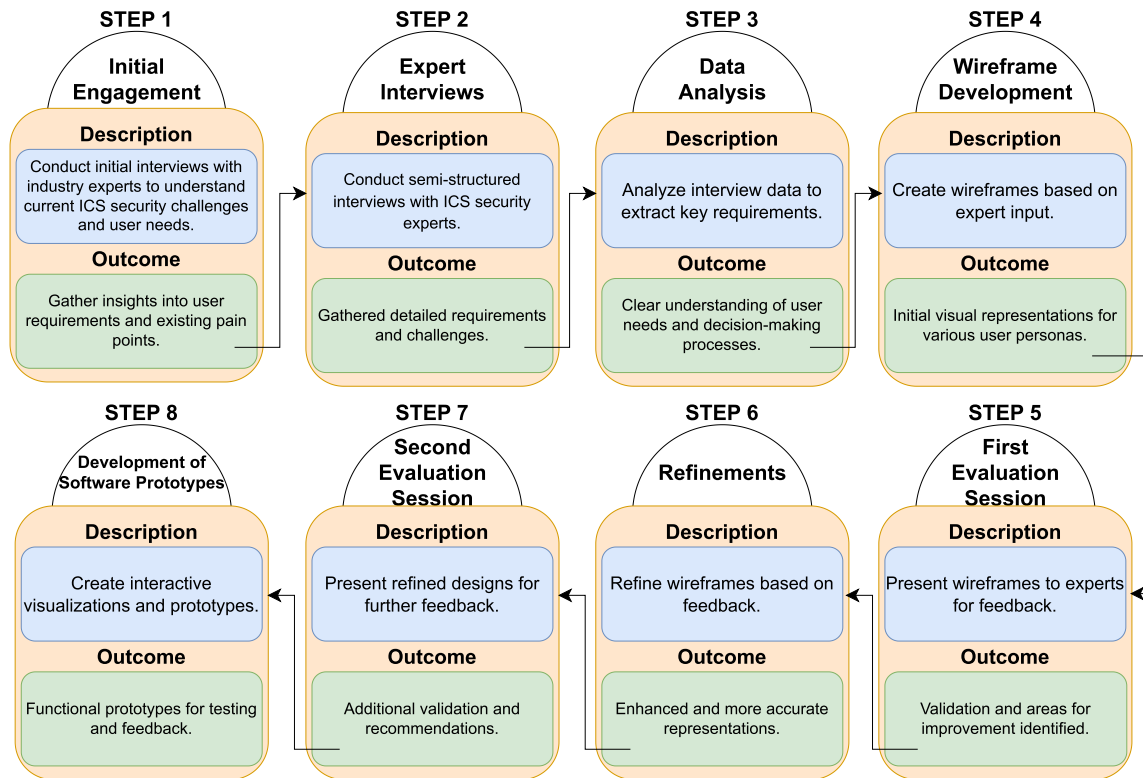 STEP 1
Initial
Engagement
Description
Conduct initial interviews with
industry experts to understand
current ICS security challenges
and user needs.
Outcome
Gather insights into user
requirements and existing pain
points.
STEP 2
Expert
Interviews
Description
Conduct semi-structured
interviews with ICS security
experts.
Outcome
Gathered detailed requirements
and challenges.
STEP 3
Data
Analysis
Description
Analyze interview data to
extract key requirements.
Outcome
Clear understanding of user
needs and decision-making
processes.
STEP 4
Wireframe
Development
Description
Create wireframes based on
expert input.
Outcome
Initial visual representations for
various user personas.
STEP 5
First
Evaluation
Session
Description
Present wireframes to experts
for feedback.
Outcome
Validation and areas for
improvement identified.
STEP 6
Refinements
Description
Refine wireframes based on
feedback.
Outcome
Enhanced and more accurate
representations.
STEP 7
Second
Evaluation
Session
Description
Present refined designs for
further feedback.
Outcome
Additional validation and
recommendations.
STEP 8
Development of
Software Prototypes
Description
Create interactive
visualizations and prototypes.
Outcome
Functional prototypes for testing
and feedback.